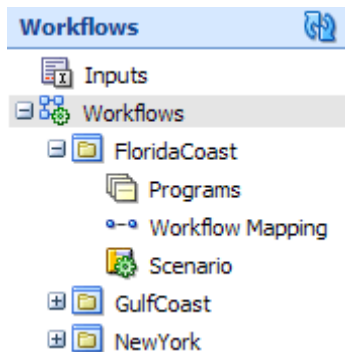 Workflows
Inputs
Workflows
FloridaCoast
Programs
Workflow Mapping
Scenario
GulfCoast
NewYork